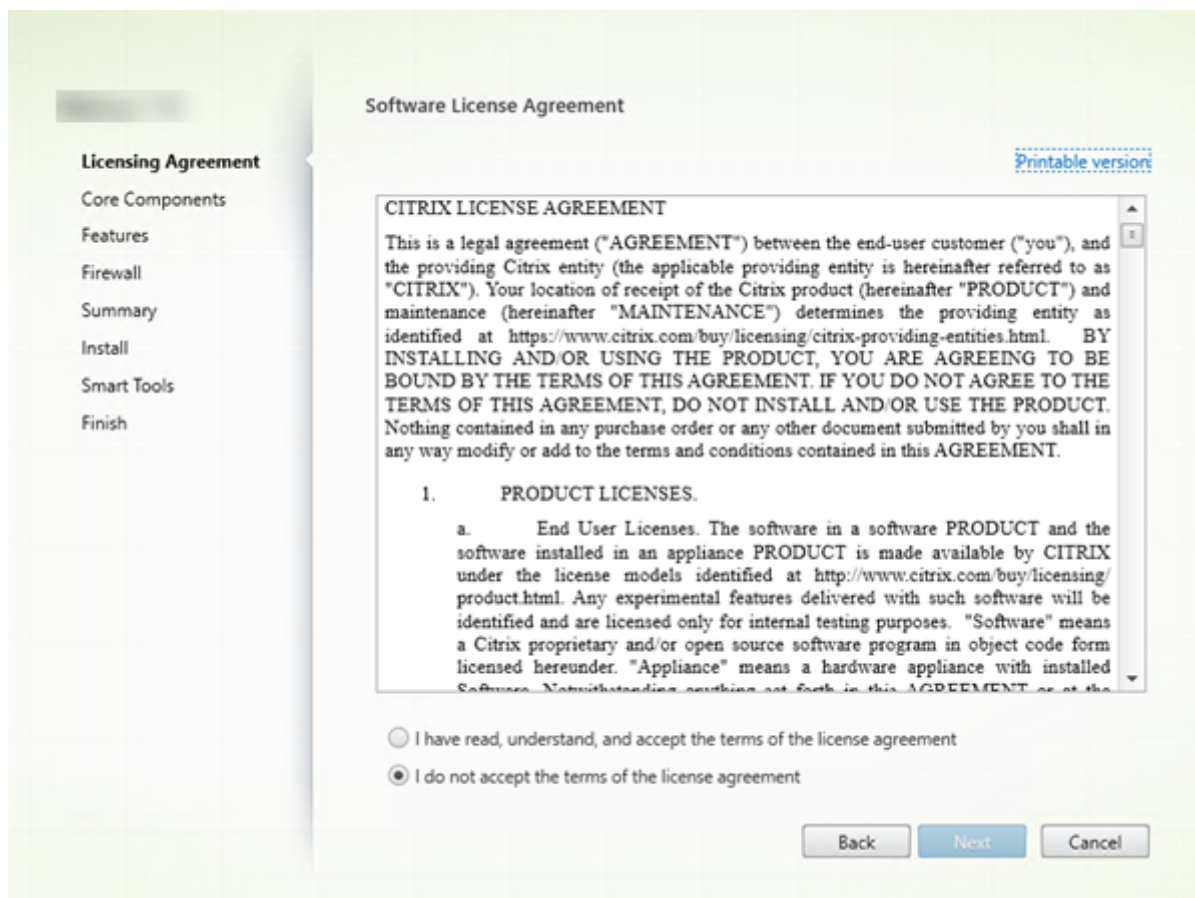 Software License Agreement
Licensing Agreement
Core Components
Features
Firewall
Summary
Install
Smart Tools
Finish
Printable version
CITRIX LICENSE AGREEMENT
This is a legal agreement ("AGREEMENT") between the end-user customer ("you"), and
the providing Citrix entity (the applicable providing entity is hereinafter referred to as
"CITRIX"). Your location of receipt of the Citrix product (hereinafter "PRODUCT") and
maintenance (hereinafter "MAINTENANCE") determines the providing entity as
identified at https://www.citrix.com/buy/licensing/citrix-providing-entities.html. BY
INSTALLING AND/OR USING THE PRODUCT, YOU ARE AGREEING TO BE
BOUND BY THE TERMS OF THIS AGREEMENT. IF YOU DO NOT AGREE TO THE
TERMS OF THIS AGREEMENT, DO NOT INSTALL AND/OR USE THE PRODUCT.
Nothing contained in any purchase order or any other document submitted by you shall in
any way modify or add to the terms and conditions contained in this AGREEMENT.
1. PRODUCT LICENSES.
a. End User Licenses. The software in a software PRODUCT and the
software installed in an appliance PRODUCT is made available by CITRIX
under the license models identified at http://www.citrix.com/buy/licensing/
product.html. Any experimental features delivered with such software will be
identified and are licensed only for internal testing purposes. "Software" means
a Citrix proprietary and/or open source software program in object code form
licensed hereunder. "Appliance" means a hardware appliance with installed
Software. Notwithstanding anything set forth in this AGREEMENT or at the
I have read, understand, and accept the terms of the license agreement
I do not accept the terms of the license agreement
Back
Next
Cancel